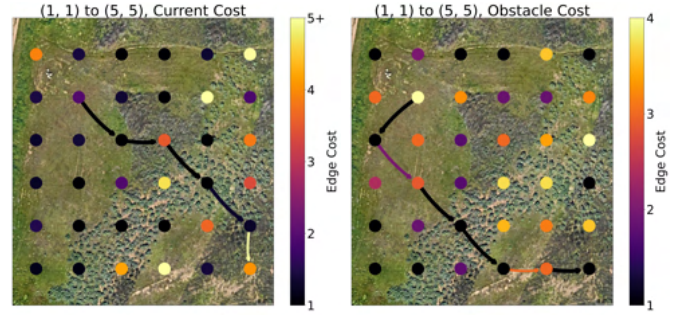 (1, 1) to (5, 5), Current Cost
5+
4
3
2
1
Edge Cost
(1, 1) to (5, 5), Obstacle Cost
4
3
2
1
Edge Cost